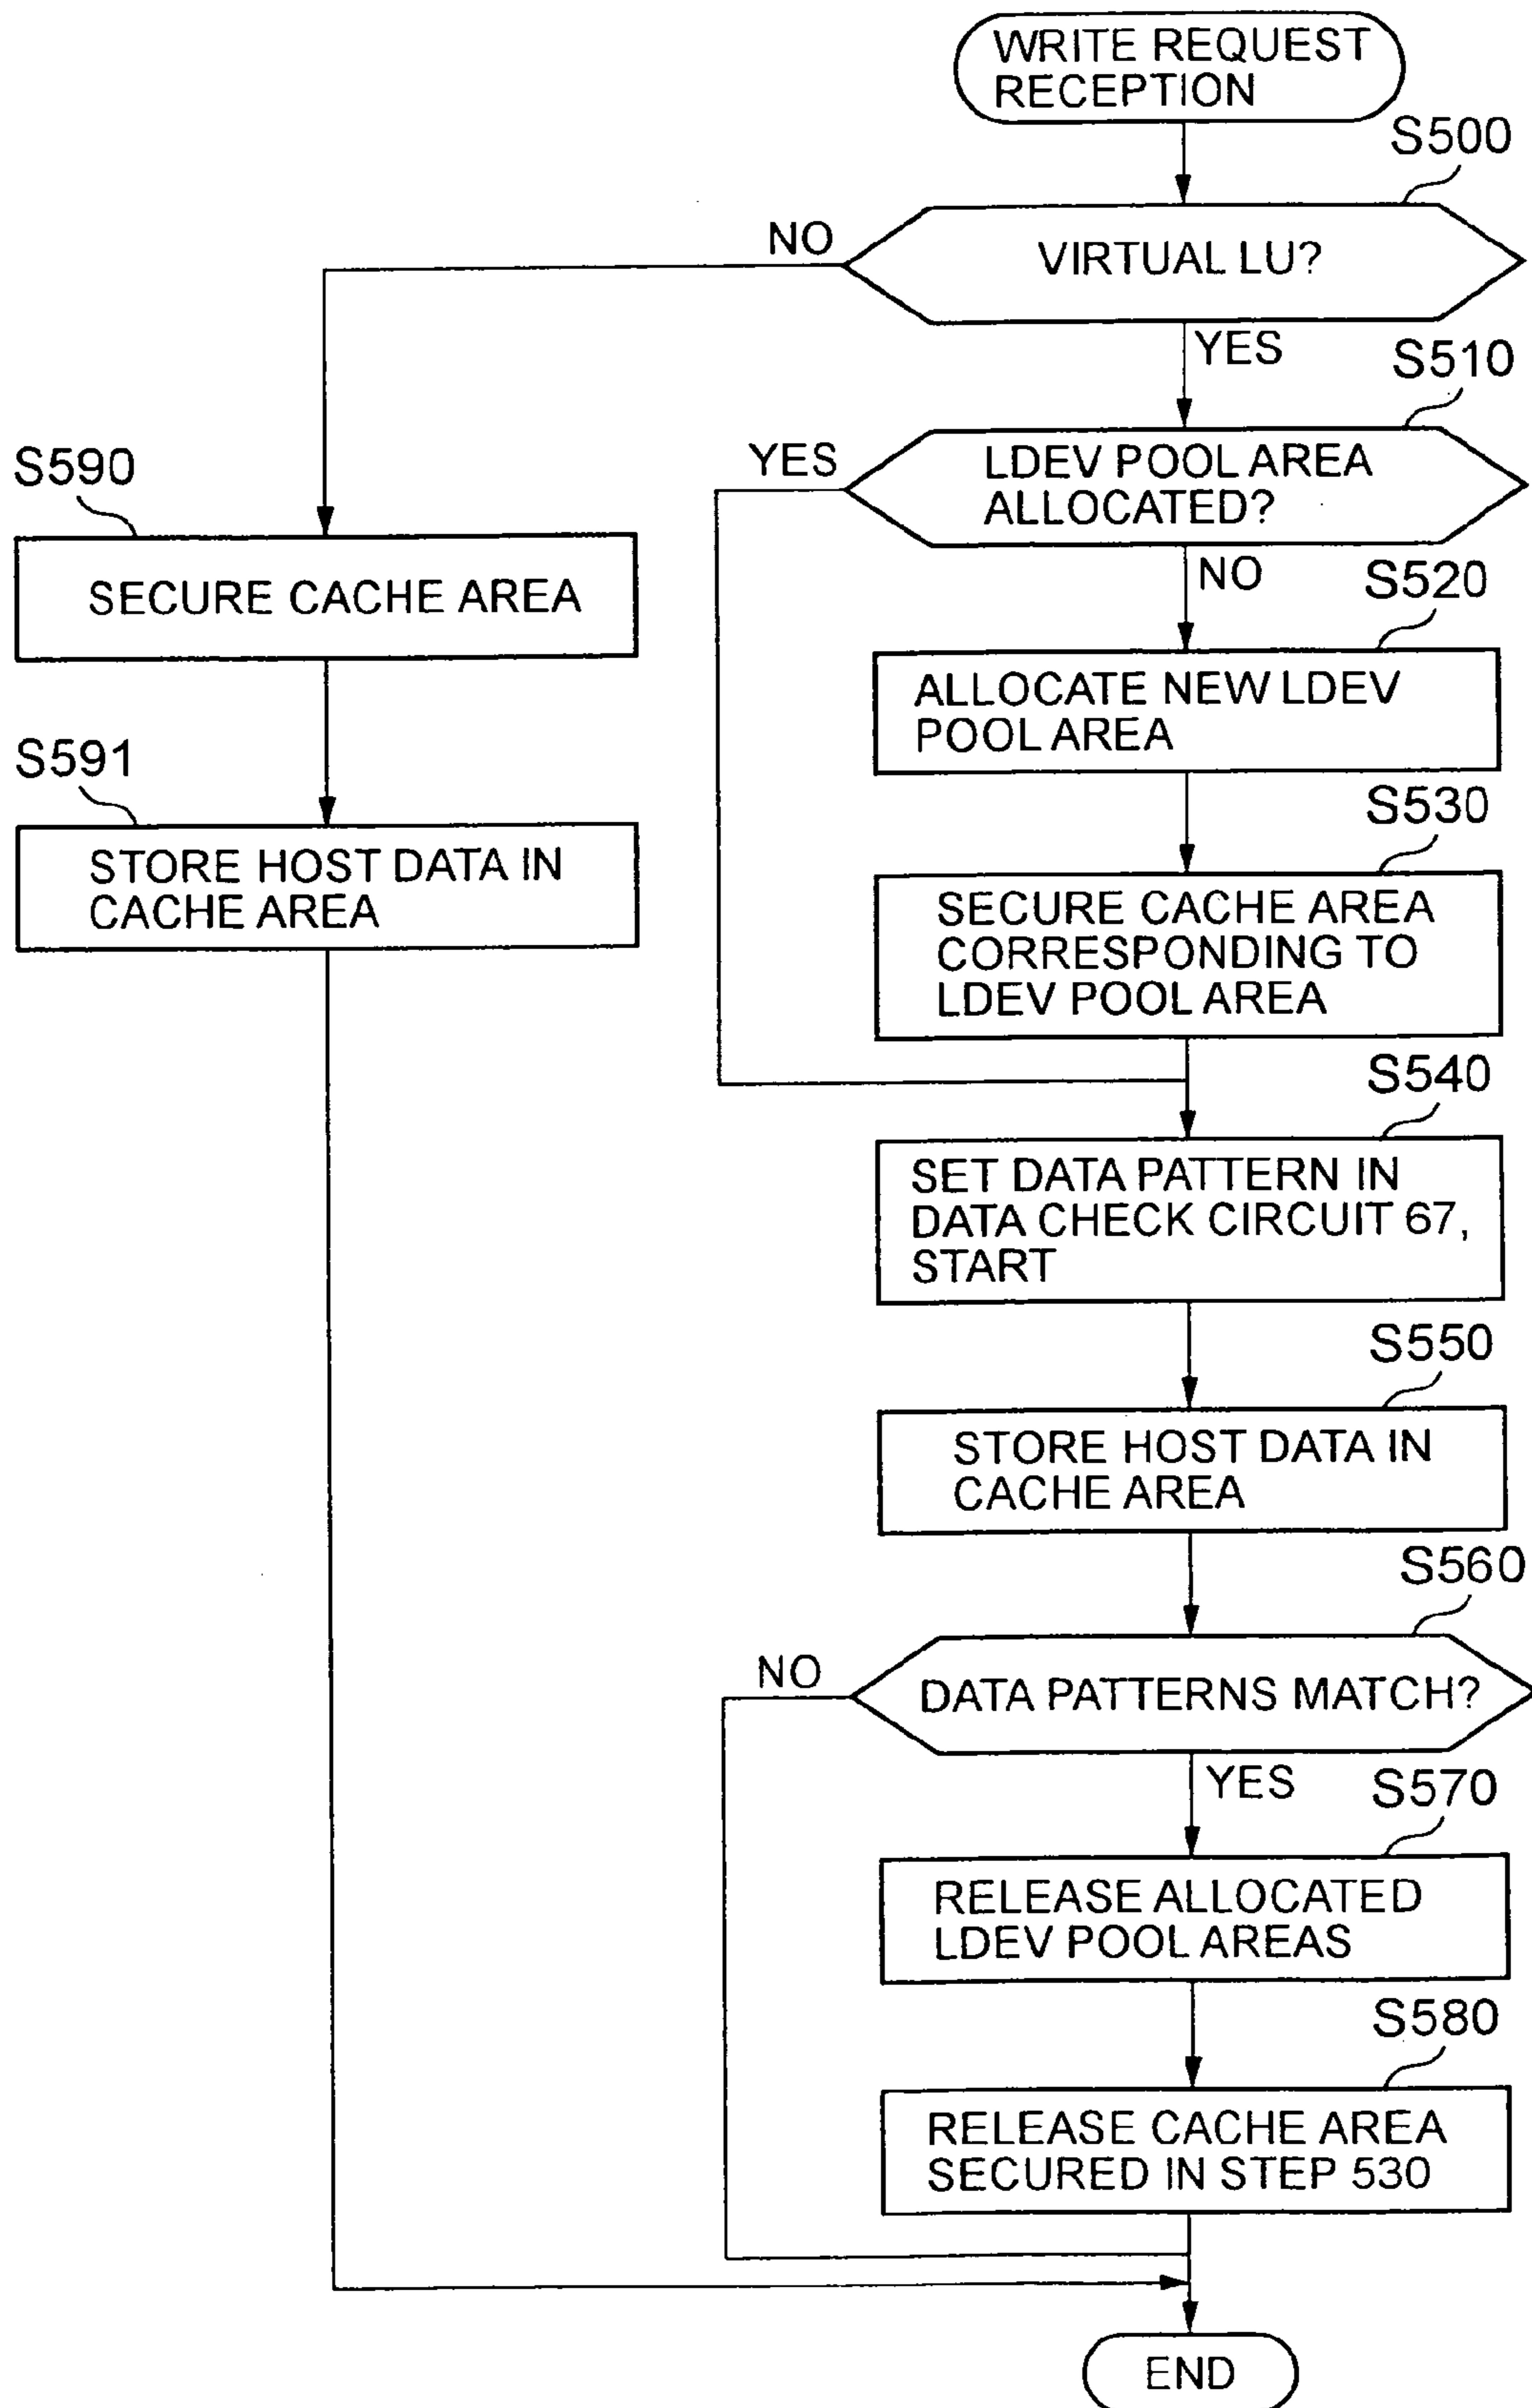 WRITE REQUEST
RECEPTION
S500
NO
VIRTUAL LU?
YES
S510
YES
LDEV POOL AREA
ALLOCATED?
S590
NO
S520
SECURE CACHE AREA
ALLOCATE NEW LDEV
POOL AREA
S591
S530
STORE HOST DATA IN
CACHE AREA
SECURE CACHE AREA
CORRESPONDING TO
LDEV POOL AREA
S540
SET DATA PATTERN IN
DATA CHECK CIRCUIT 67,
START
S550
STORE HOST DATA IN
CACHE AREA
S560
NO
DATA PATTERNS MATCH?
YES
S570
RELEASE ALLOCATED
LDEV POOL AREAS
S580
RELEASE CACHE AREA
SECURED IN STEP 530
END